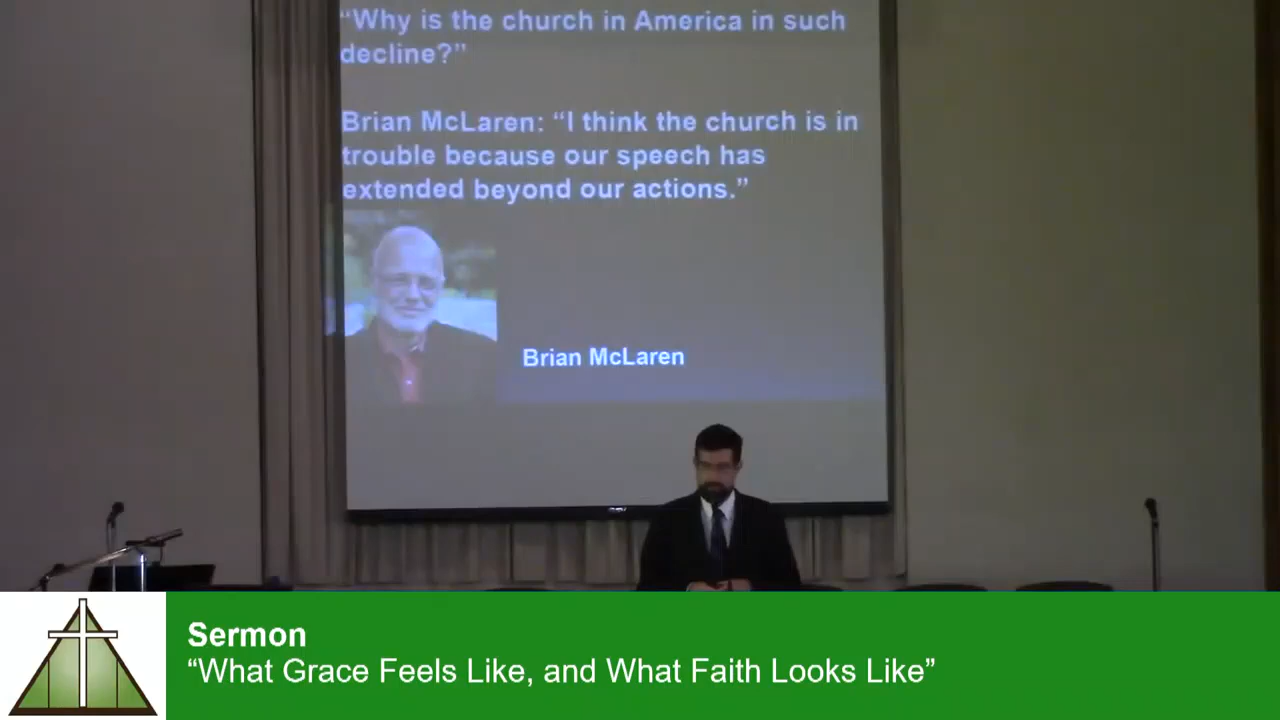 “Why is the church in America in such
decline?”
Brian McLaren: “I think the church is in
trouble because our speech has
extended beyond our actions.”
Brian McLaren
Sermon
“What Grace Feels Like, and What Faith Looks Like”